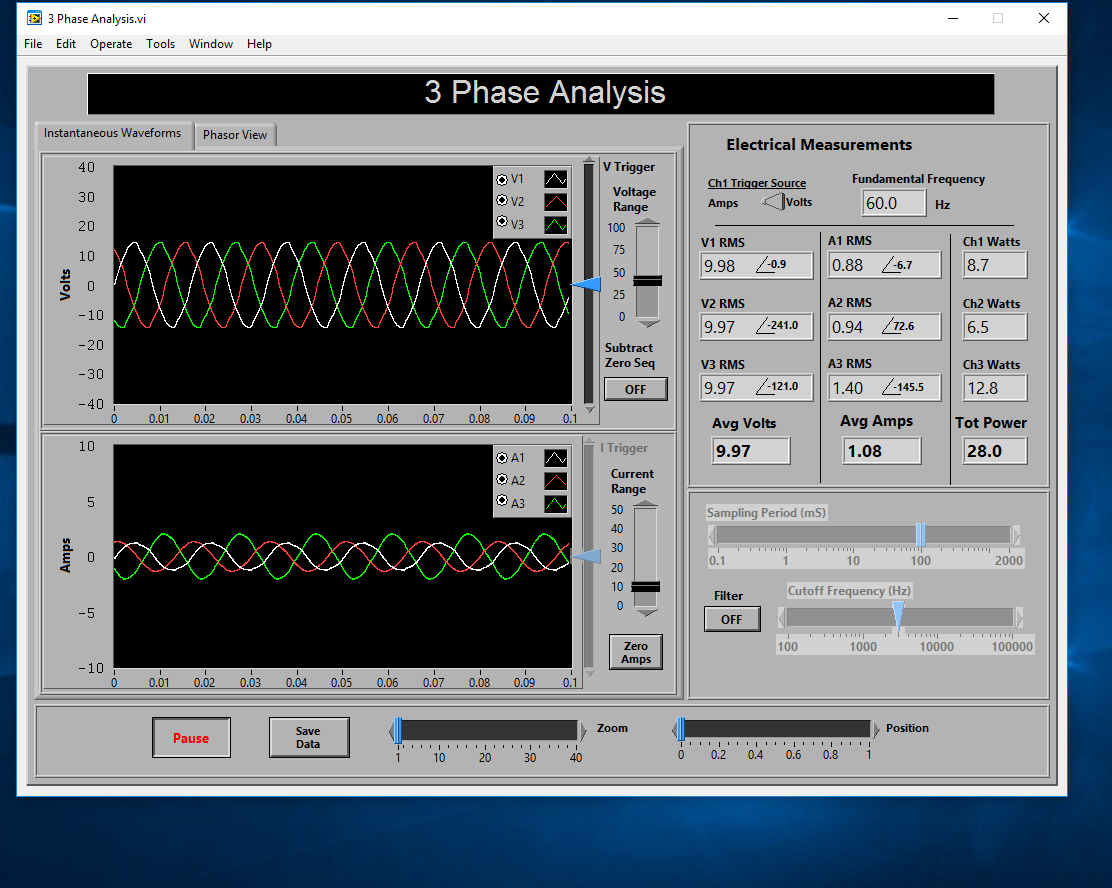 3 Phase Analysis.vi
File Edit Operate Tools Window Help
3 Phase Analysis
Instantaneous Waveforms
Phasor View
Volts
40
30
20
10
0
−10
−20
−30
−40
0 0.01 0.02 0.03 0.04 0.05 0.06 0.07 0.08 0.09 0.1
V1
V2
V3
V Trigger
Voltage
Range
100
75
50
25
0
Subtract
Zero Seq
OFF
Amps
10
5
0
−5
−10
0 0.01 0.02 0.03 0.04 0.05 0.06 0.07 0.08 0.09 0.1
A1
A2
A3
I Trigger
Current
Range
50
40
30
20
10
0
Zero
Amps
Electrical Measurements
Ch1 Trigger Source
Amps Volts
Fundamental Frequency
60.0 Hz
V1 RMS A1 RMS Ch1 Watts
9.98 -0.9 0.88 -6.7 8.7
V2 RMS A2 RMS Ch2 Watts
9.97 -241.0 0.94 72.6 6.5
V3 RMS A3 RMS Ch3 Watts
9.97 -121.0 1.40 -145.5 12.8
Avg Volts Avg Amps Tot Power
9.97 1.08 28.0
Sampling Period (mS)
0.1 1 10 100 2000
Filter
OFF
Cutoff Frequency (Hz)
100 1000 10000 100000
Pause
Save
Data
Zoom
1 10 20 30 40
Position
0 0.2 0.4 0.6 0.8 1